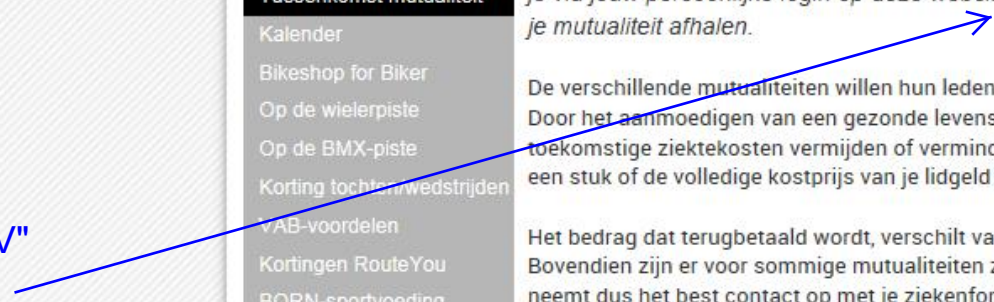 Tussenkomst mutualiteit
Kalender
Bikeshop for Biker
Op de wielerpiste
Op de BMX-piste
Korting tochten/wedstrijden
VAB-voordelen
Kortingen RouteYou
BORN-sportvoeding
je via jouw persoonlijke login op deze
je mutualiteit afhalen.
De verschillende mutualiteiten willen hun leden
Door het aanmoedigen van een gezonde levens
toekomstige ziektekosten vermijden of vermind
een stuk of de volledige kostprijs van je lidgeld
Het bedrag dat terugbetaald wordt, verschilt va
Bovendien zijn er voor sommige mutualiteiten z
neemt dus het best contact op met je ziekenfon